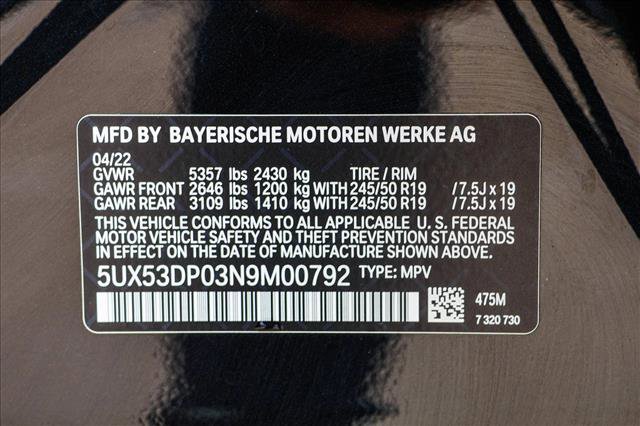 MFD BY BAYERISCHE MOTOREN WERKE AG
04/22
GVWR 5357 lbs 2430 kg TIRE / RIM
GAWR FRONT 2646 lbs 1200 kg WITH 245/50 R19 / 7.5J x 19
GAWR REAR 3109 lbs 1410 kg WITH 245/50 R19 / 7.5J x 19
THIS VEHICLE CONFORMS TO ALL APPLICABLE U. S. FEDERAL
MOTOR VEHICLE SAFETY AND THEFT PREVENTION STANDARDS
IN EFFECT ON THE DATE OF MANUFACTURE SHOWN ABOVE.
5UX53DP03N9M00792 TYPE: MPV
475M
7 320 730